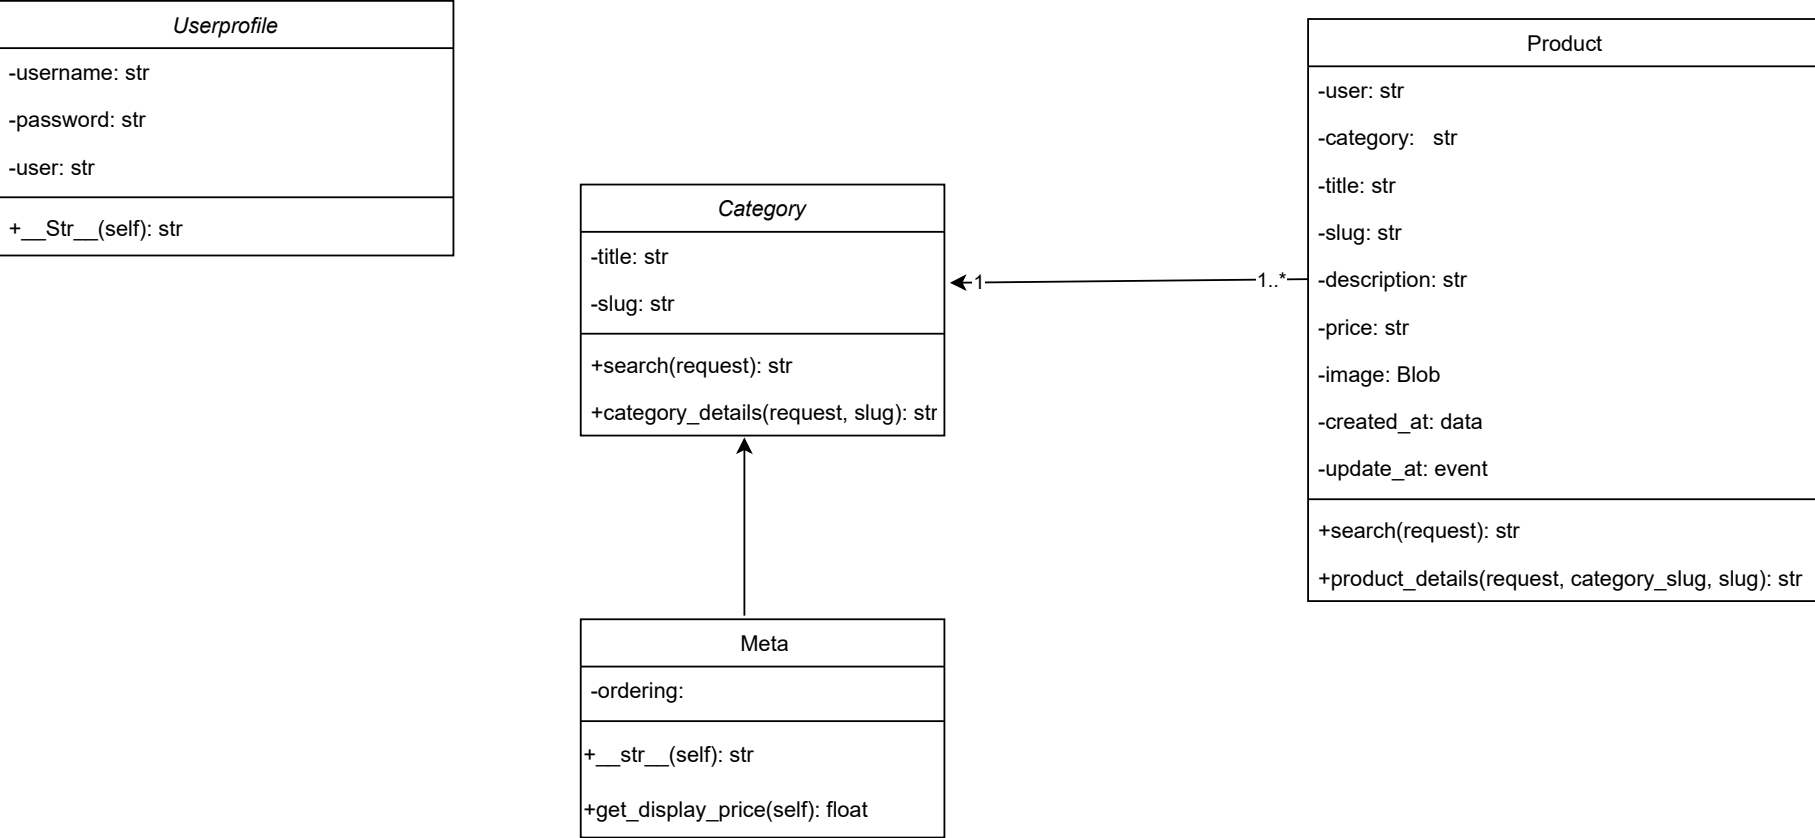 Userprofile
-username: str
-password: str
-user: str
+__Str__(self): str
Category
-title: str
-slug: str
+search(request): str
+category_details(request, slug): str
1
1..*
Product
-user: str
-category:   str
-title: str
-slug: str
-description: str
-price: str
-image: Blob
-created_at: data
-update_at: event
+search(request): str
+product_details(request, category_slug, slug): str
Meta
-ordering:
+__str__(self): str
+get_display_price(self): float